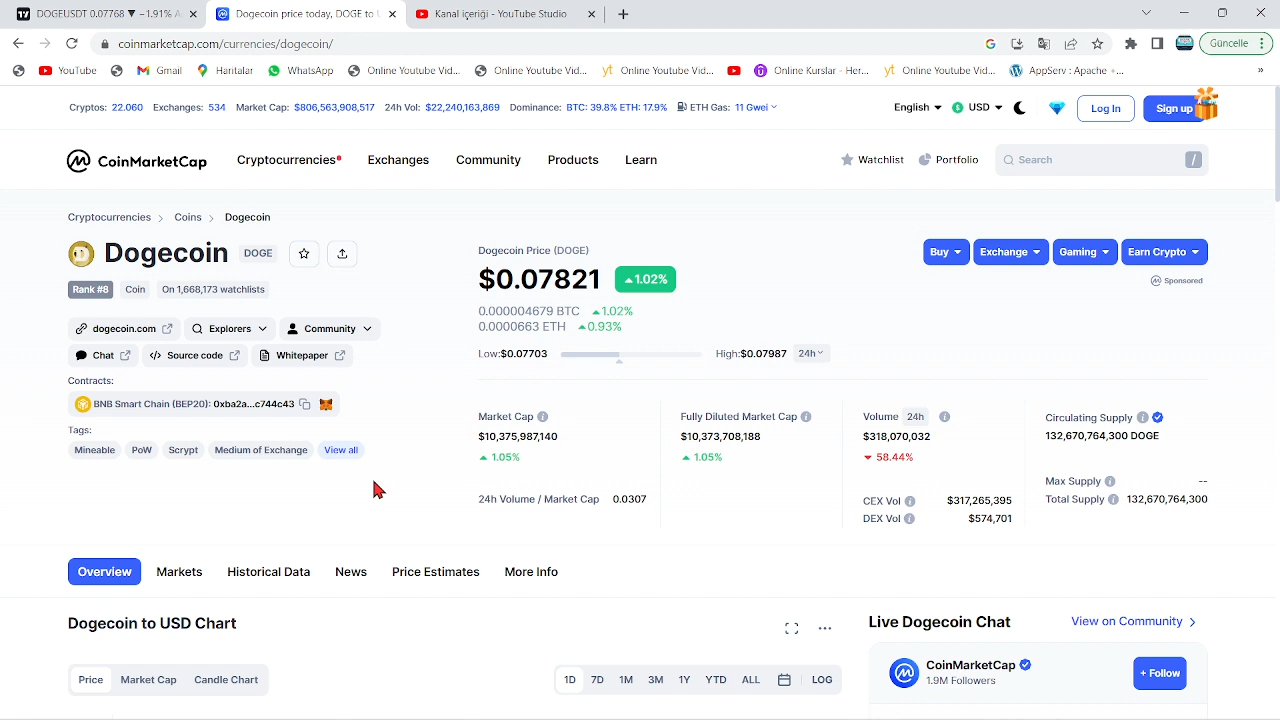 DOGEUSDT 0.07768 ▼ −1.91% A
Dogecoin price today, DOGE to U
Kanal içeriği - YouTube Studio
coinmarketcap.com/currencies/dogecoin/
Güncelle
YouTube
Gmail
Haritalar
WhatsApp
Online Youtube Vid...
Online Youtube Vid...
Online Youtube Vid...
Online Kurslar - Her...
Online Youtube Vid...
AppServ : Apache +...
Cryptos: 22.060 Exchanges: 534 Market Cap: $806,563,908,517 24h Vol: $22,240,163,869 Dominance: BTC: 39.8% ETH: 17.9% ETH Gas: 11 Gwei
English USD Log In Sign up
CoinMarketCap Cryptocurrencies Exchanges Community Products Learn Watchlist Portfolio Search /
Cryptocurrencies > Coins > Dogecoin
Dogecoin DOGE
Rank #8 Coin On 1,668,173 watchlists
dogecoin.com Explorers Community
Chat Source code Whitepaper
Contracts:
BNB Smart Chain (BEP20): 0xba2a...c744c43
Tags:
Mineable PoW Scrypt Medium of Exchange View all
Dogecoin Price (DOGE)
$0.07821 1.02%
0.000004679 BTC 1.02%
0.0000663 ETH 0.93%
Low:$0.07703 High:$0.07987 24h
Buy Exchange Gaming Earn Crypto
Sponsored
Market Cap
$10,375,987,140
1.05%
24h Volume / Market Cap 0.0307
Fully Diluted Market Cap
$10,373,708,188
1.05%
Volume 24h
$318,070,032
58.44%
CEX Vol $317,265,395
DEX Vol $574,701
Circulating Supply
132,670,764,300 DOGE
Max Supply --
Total Supply 132,670,764,300
Overview Markets Historical Data News Price Estimates More Info
Dogecoin to USD Chart
Price Market Cap Candle Chart
1D 7D 1M 3M 1Y YTD ALL LOG
Live Dogecoin Chat View on Community >
CoinMarketCap
1.9M Followers
+ Follow